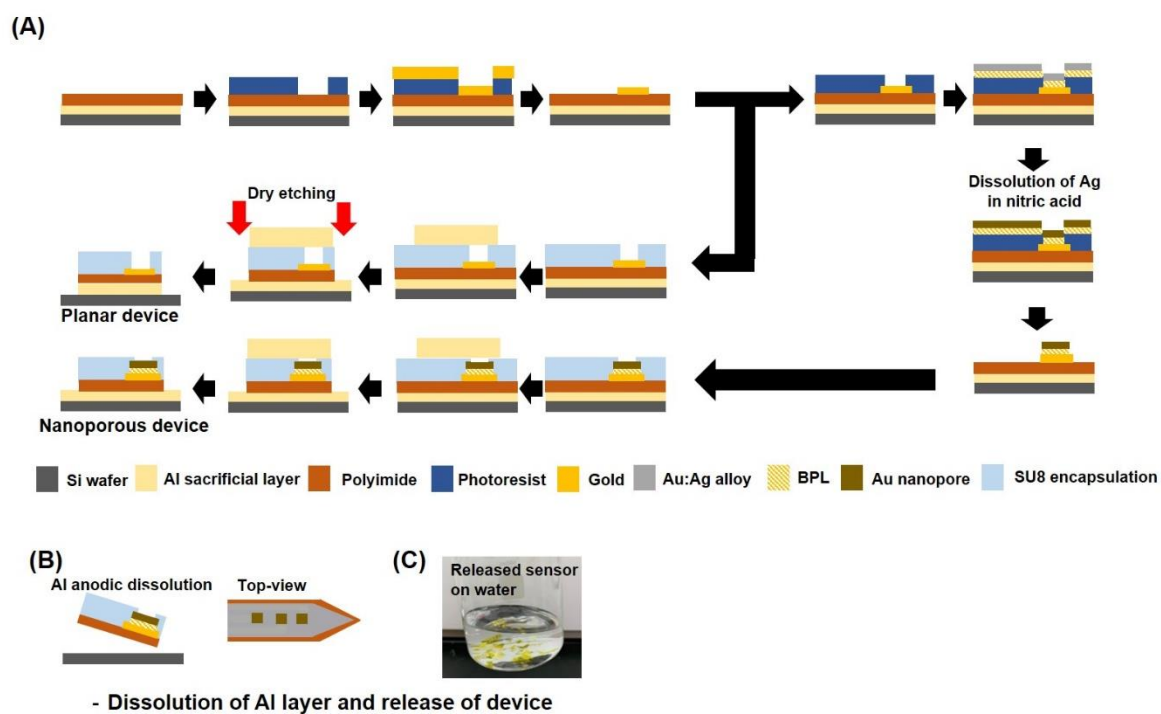 (A)
Dry etching
Dissolution of Ag
in nitric acid
Planar device
Nanoporous device
Si wafer
Al sacrificial layer
Polyimide
Photoresist
Gold
Au:Ag alloy
BPL
Au nanopore
SU8 encapsulation
(B)
Al anodic dissolution
Top-view
(C)
Released sensor
on water
- Dissolution of Al layer and release of device